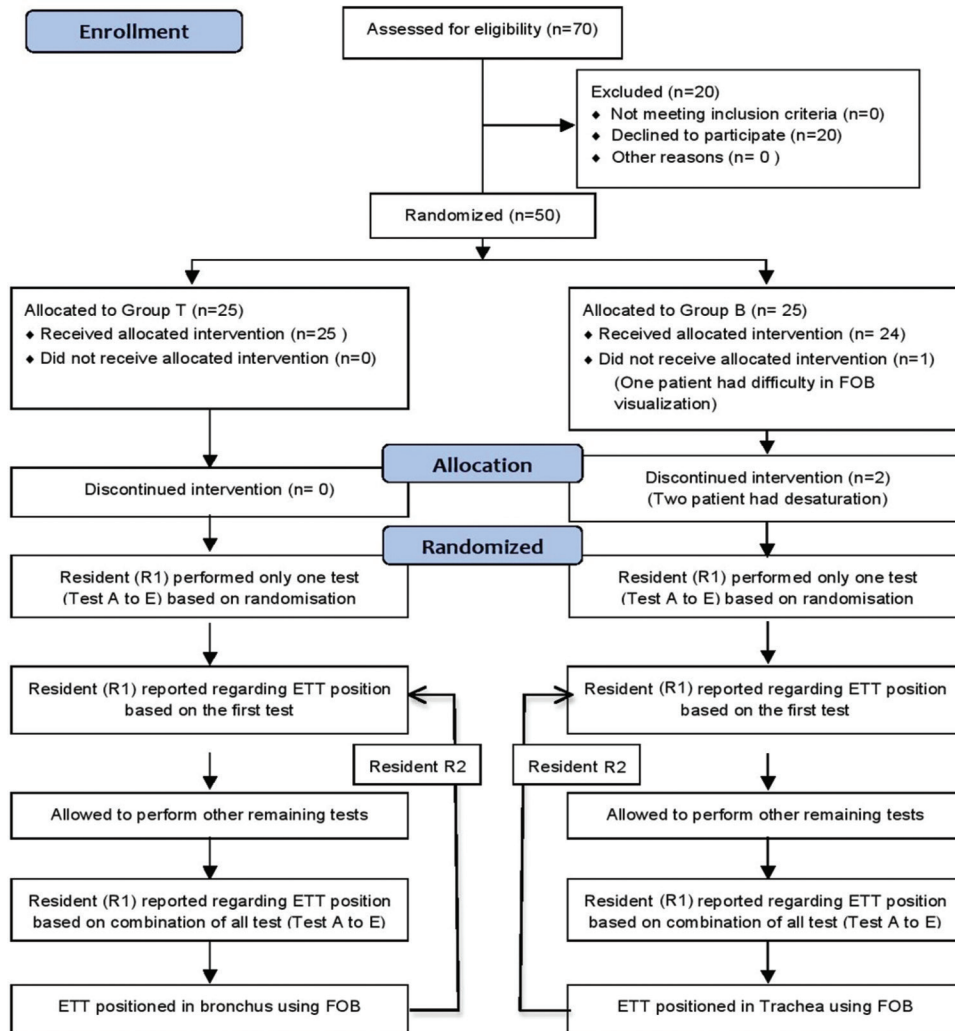 Enrollment
Assessed for eligibility (n=70)
Excluded (n=20)
♦ Not meeting inclusion criteria (n=0)
♦ Declined to participate (n=20)
♦ Other reasons (n= 0 )
Randomized (n=50)
Allocated to Group T (n=25)
♦ Received allocated intervention (n=25 )
♦ Did not receive allocated intervention (n=0)
Allocated to Group B (n= 25)
♦ Received allocated intervention (n= 24)
♦ Did not receive allocated intervention (n=1)
(One patient had difficulty in FOB
visualization)
Allocation
Discontinued intervention (n= 0)
Discontinued intervention (n=2)
(Two patient had desaturation)
Randomized
Resident (R1) performed only one test
(Test A to E) based on randomisation
Resident (R1) performed only one test
(Test A to E) based on randomisation
Resident (R1) reported regarding ETT position
based on the first test
Resident (R1) reported regarding ETT position
based on the first test
Resident R2
Resident R2
Allowed to perform other remaining tests
Allowed to perform other remaining tests
Resident (R1) reported regarding ETT position
based on combination of all test (Test A to E)
Resident (R1) reported regarding ETT position
based on combination of all test (Test A to E)
ETT positioned in bronchus using FOB
ETT positioned in Trachea using FOB